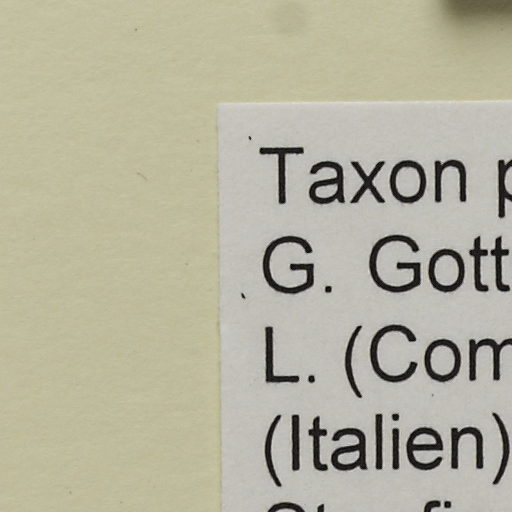 Taxon p
G. Gott
L. (Com
(Italien)